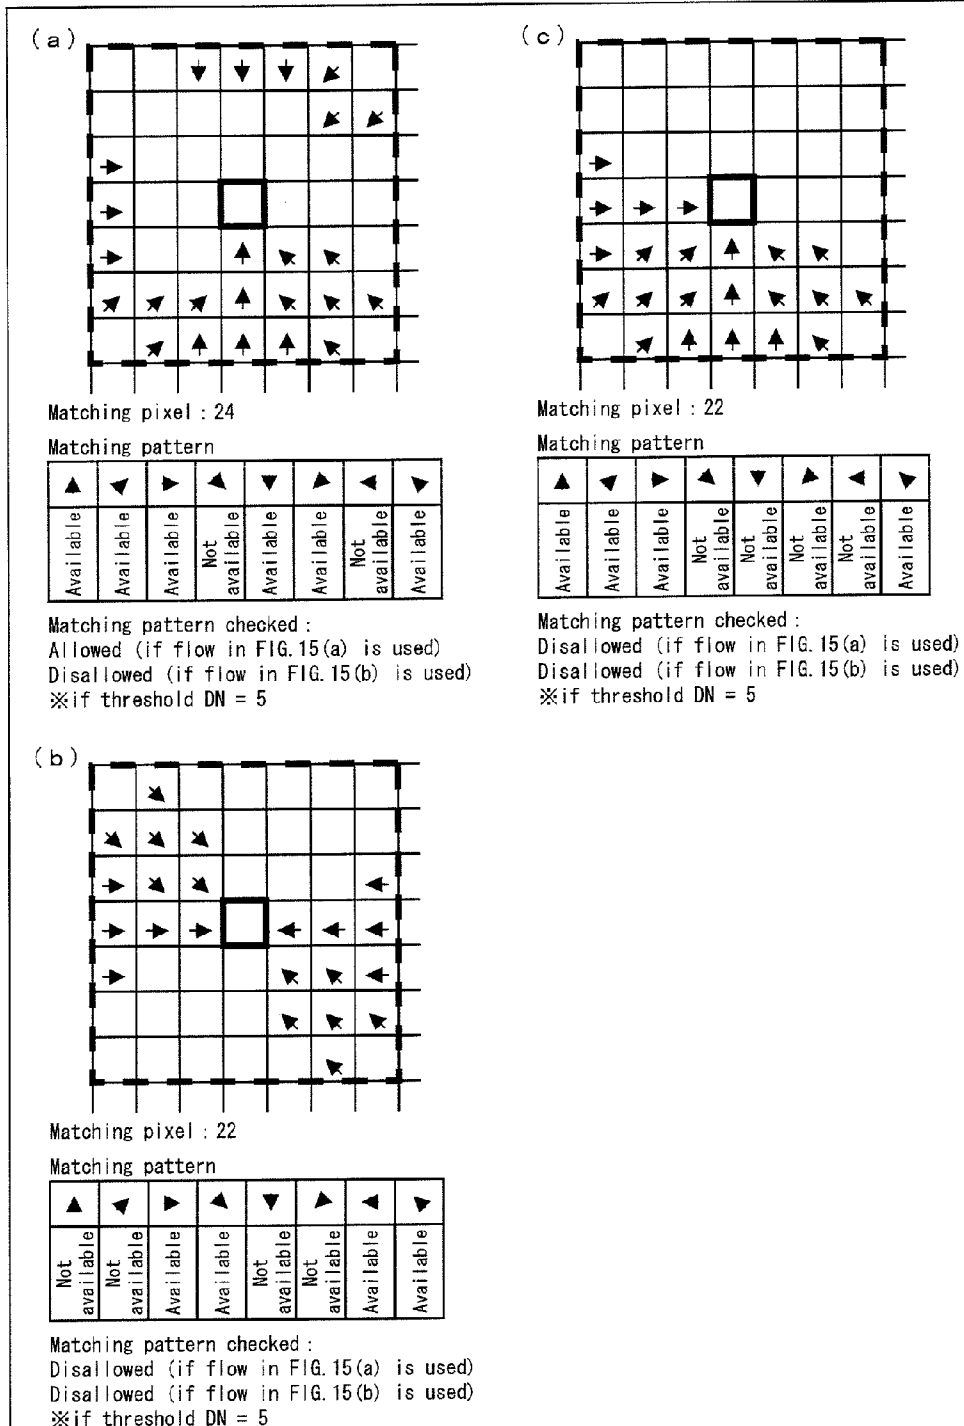 (a)
Matching pixel : 24
Matching pattern
Available
Available
Available
Not available
Available
Available
Not available
Available
Matching pattern checked :
Allowed (if flow in FIG. 15(a) is used)
Disallowed (if flow in FIG. 15(b) is used)
※if threshold DN = 5
(c)
Matching pixel : 22
Matching pattern
Available
Available
Available
Not available
Not available
Not available
Not available
Available
Matching pattern checked :
Disallowed (if flow in FIG. 15(a) is used)
Disallowed (if flow in FIG. 15(b) is used)
※if threshold DN = 5
(b)
Matching pixel : 22
Matching pattern
Not available
Not available
Available
Available
Not available
Not available
Available
Available
Matching pattern checked :
Disallowed (if flow in FIG. 15(a) is used)
Disallowed (if flow in FIG. 15(b) is used)
※if threshold DN = 5